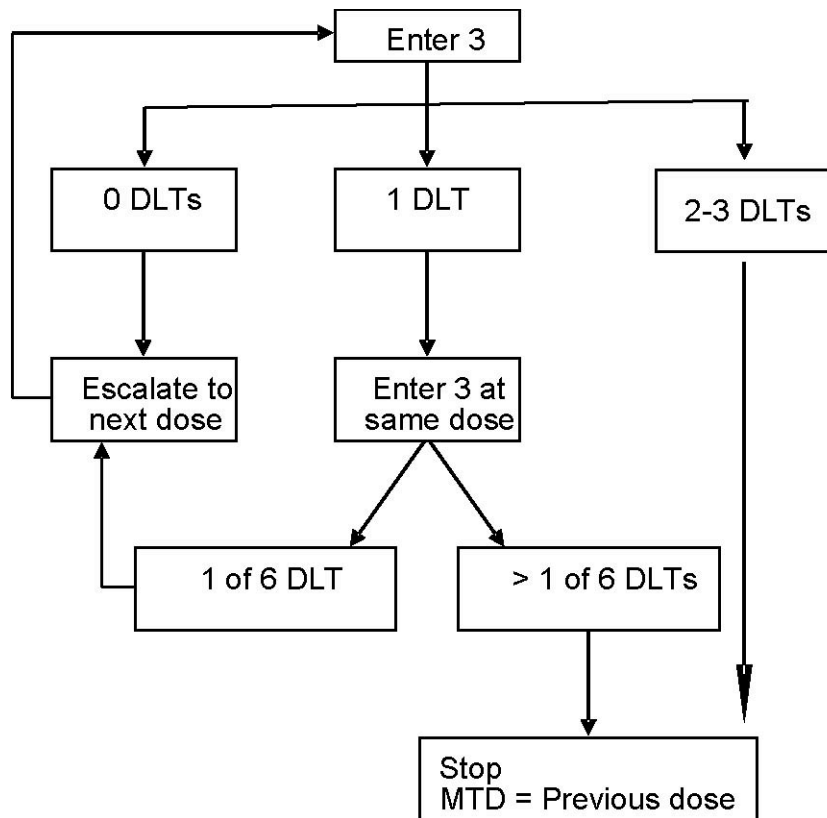 Enter 3
0 DLTs
1 DLT
2-3 DLTs
Escalate to
next dose
Enter 3 at
same dose
1 of 6 DLT
> 1 of 6 DLTs
Stop
MTD = Previous dose